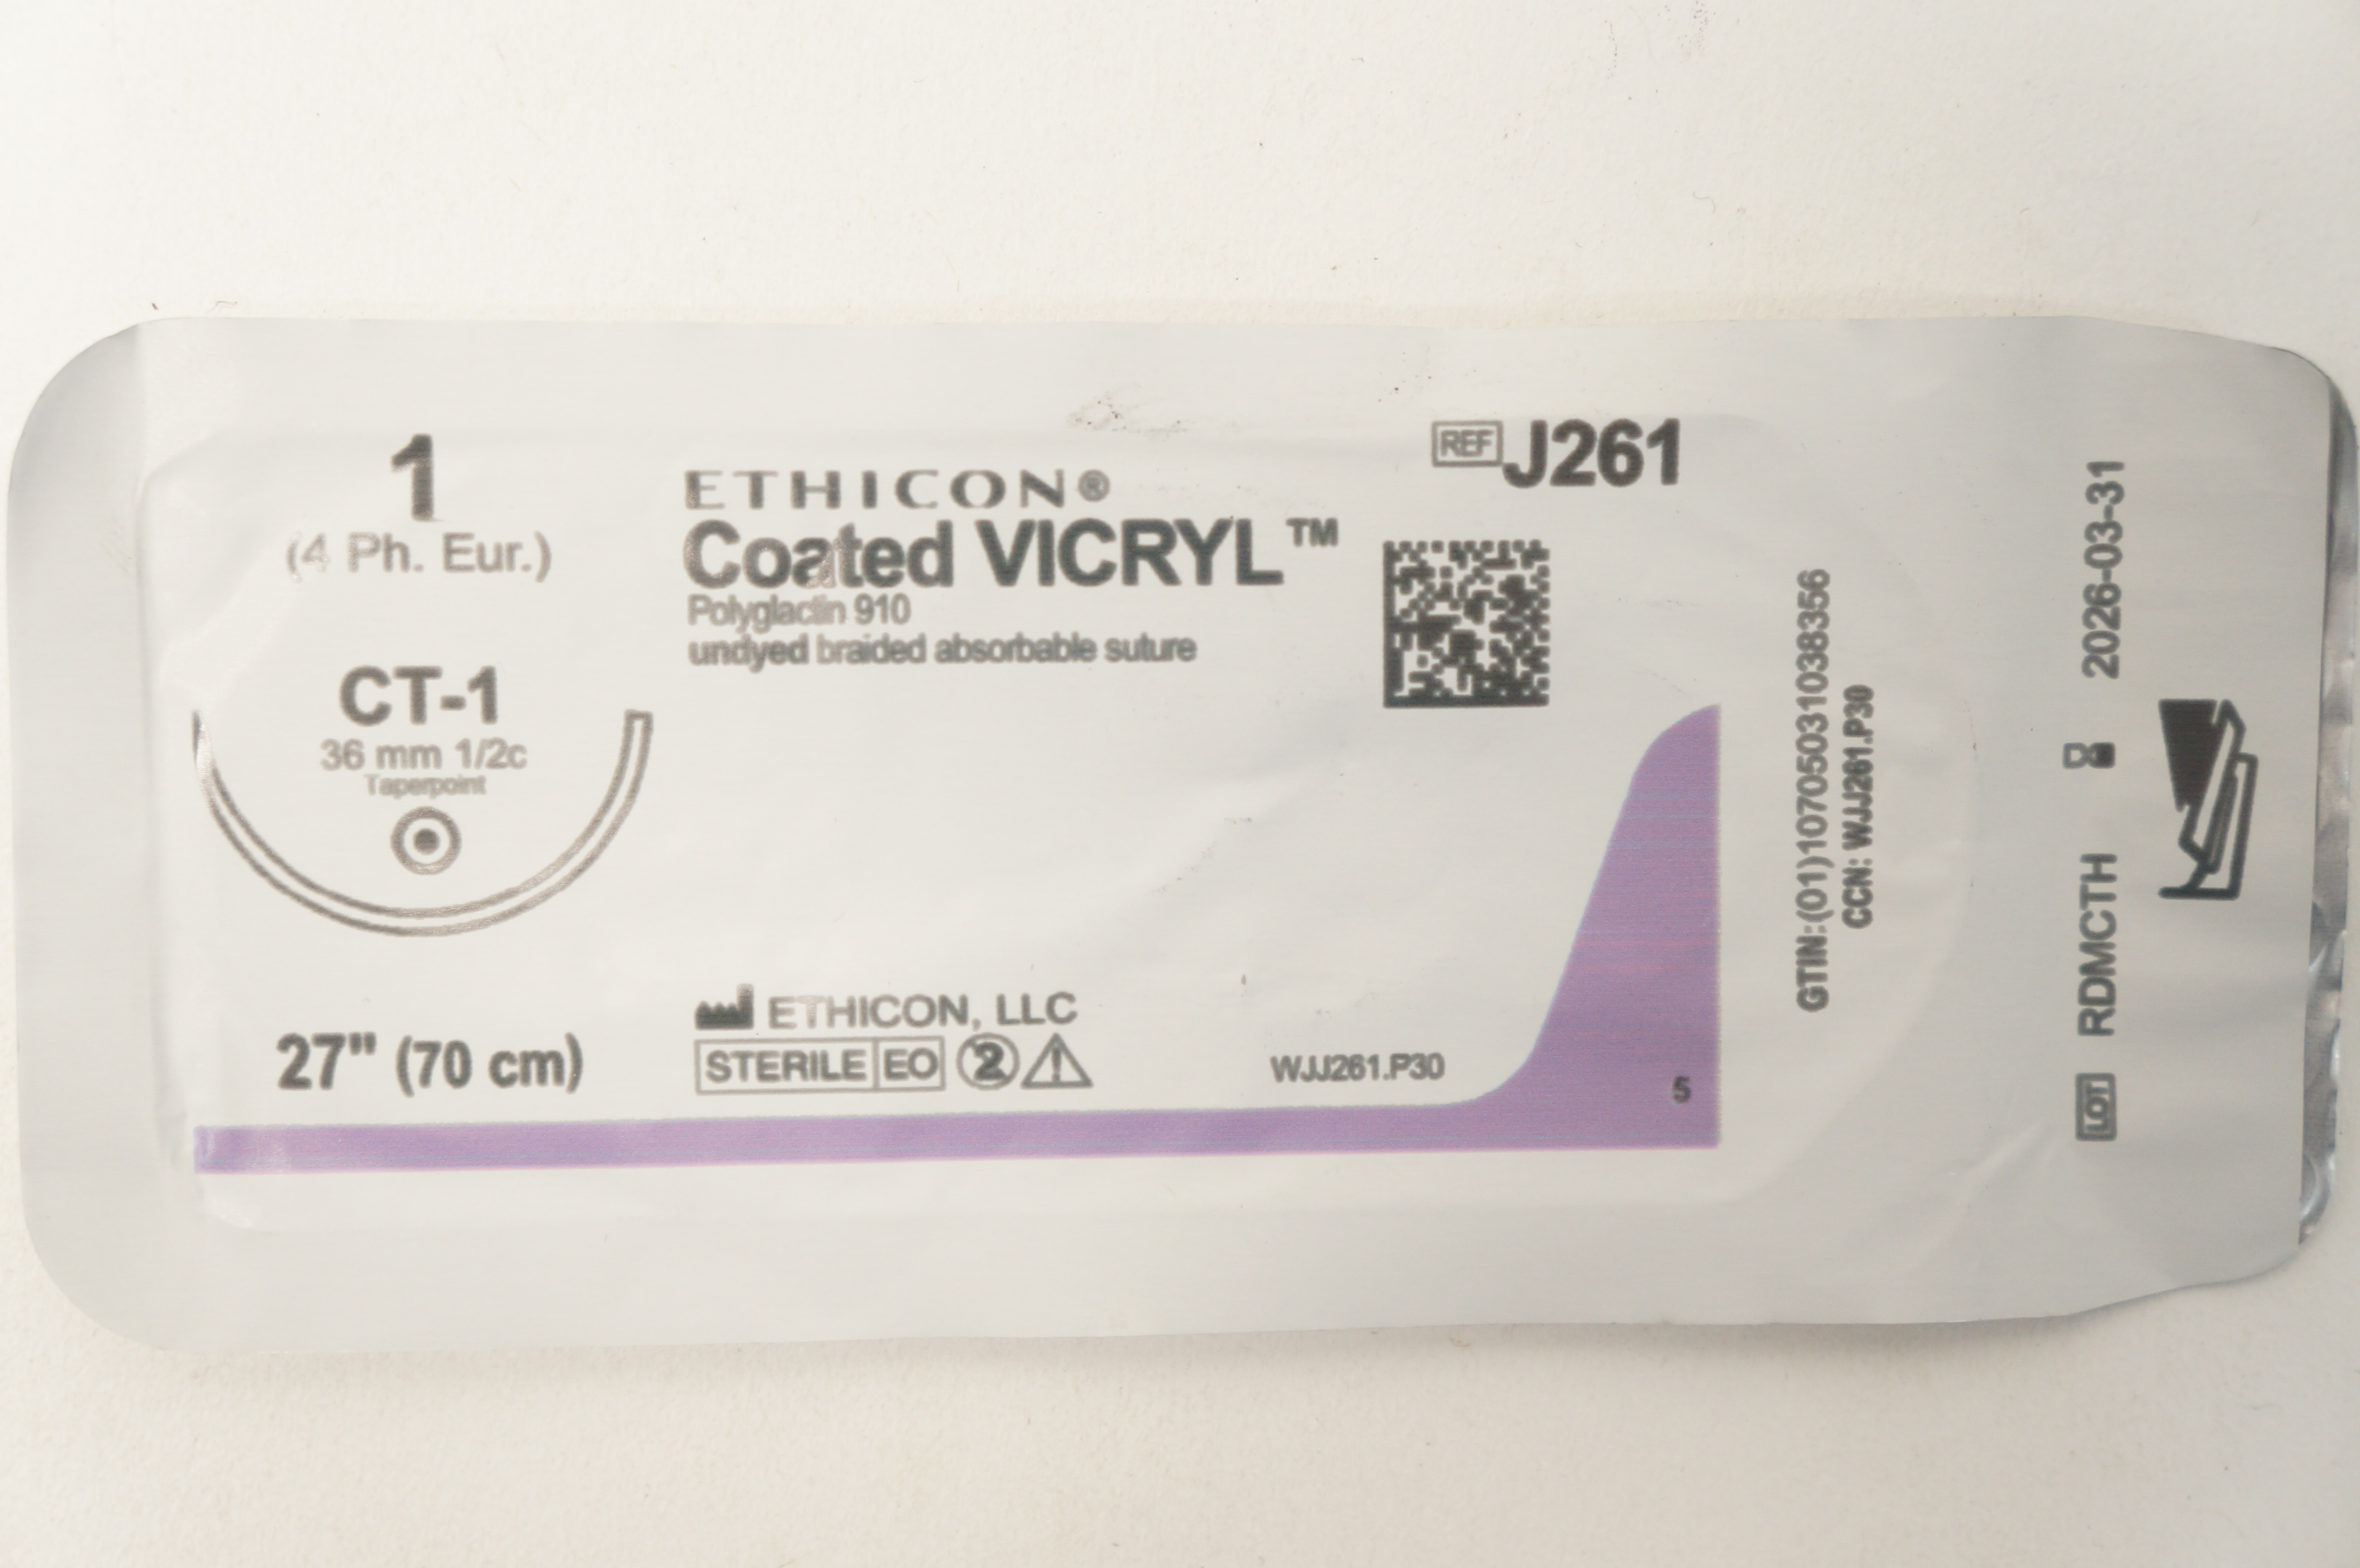 1
(4 Ph. Eur.)
CT-1
36 mm 1/2c
Taperpoint
27" (70 cm)
ETHICON®
Coated VICRYL™
Polyglactin 910
undyed braided absorbable suture
REF J261
ETHICON, LLC
STERILE EO 2
WJJ261.P30
5
GTIN:(01)10705031038356
CCN: WJJ261.P30
LOT RDMCTH 2026-03-31